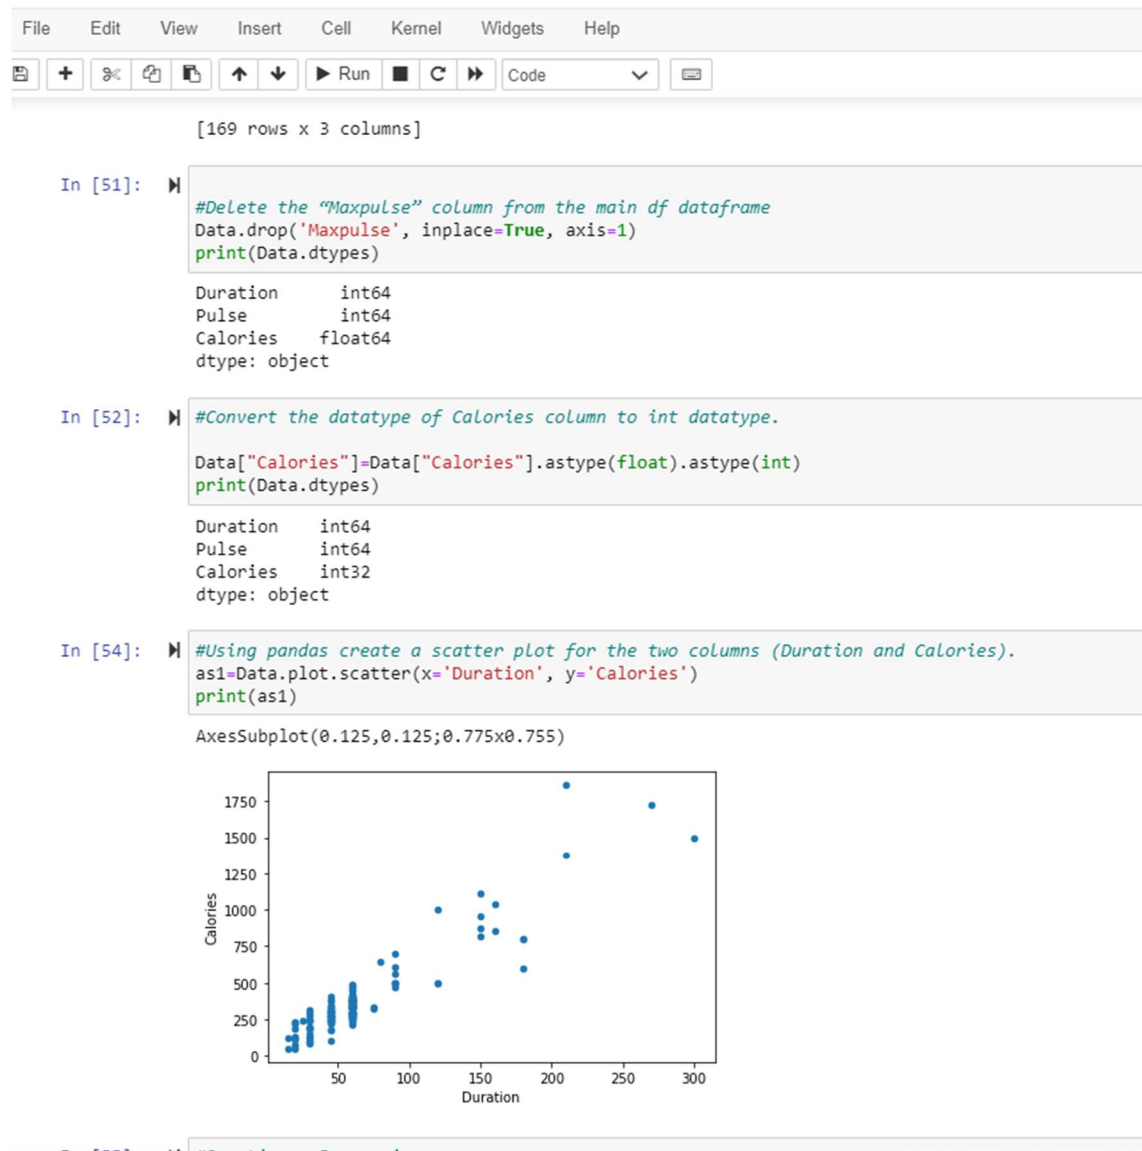 File Edit View Insert Cell Kernel Widgets Help
Run Code
[169 rows x 3 columns]
In [51]:
#Delete the “Maxpulse” column from the main df dataframe
Data.drop('Maxpulse', inplace=True, axis=1)
print(Data.dtypes)
Duration int64
Pulse int64
Calories float64
dtype: object
In [52]:
#Convert the datatype of Calories column to int datatype.
Data["Calories"]=Data["Calories"].astype(float).astype(int)
print(Data.dtypes)
Duration int64
Pulse int64
Calories int32
dtype: object
In [54]:
#Using pandas create a scatter plot for the two columns (Duration and Calories).
as1=Data.plot.scatter(x='Duration', y='Calories')
print(as1)
AxesSubplot(0.125,0.125;0.775x0.755)
1750
1500
1250
1000
750
500
250
0
Calories
50 100 150 200 250 300
Duration